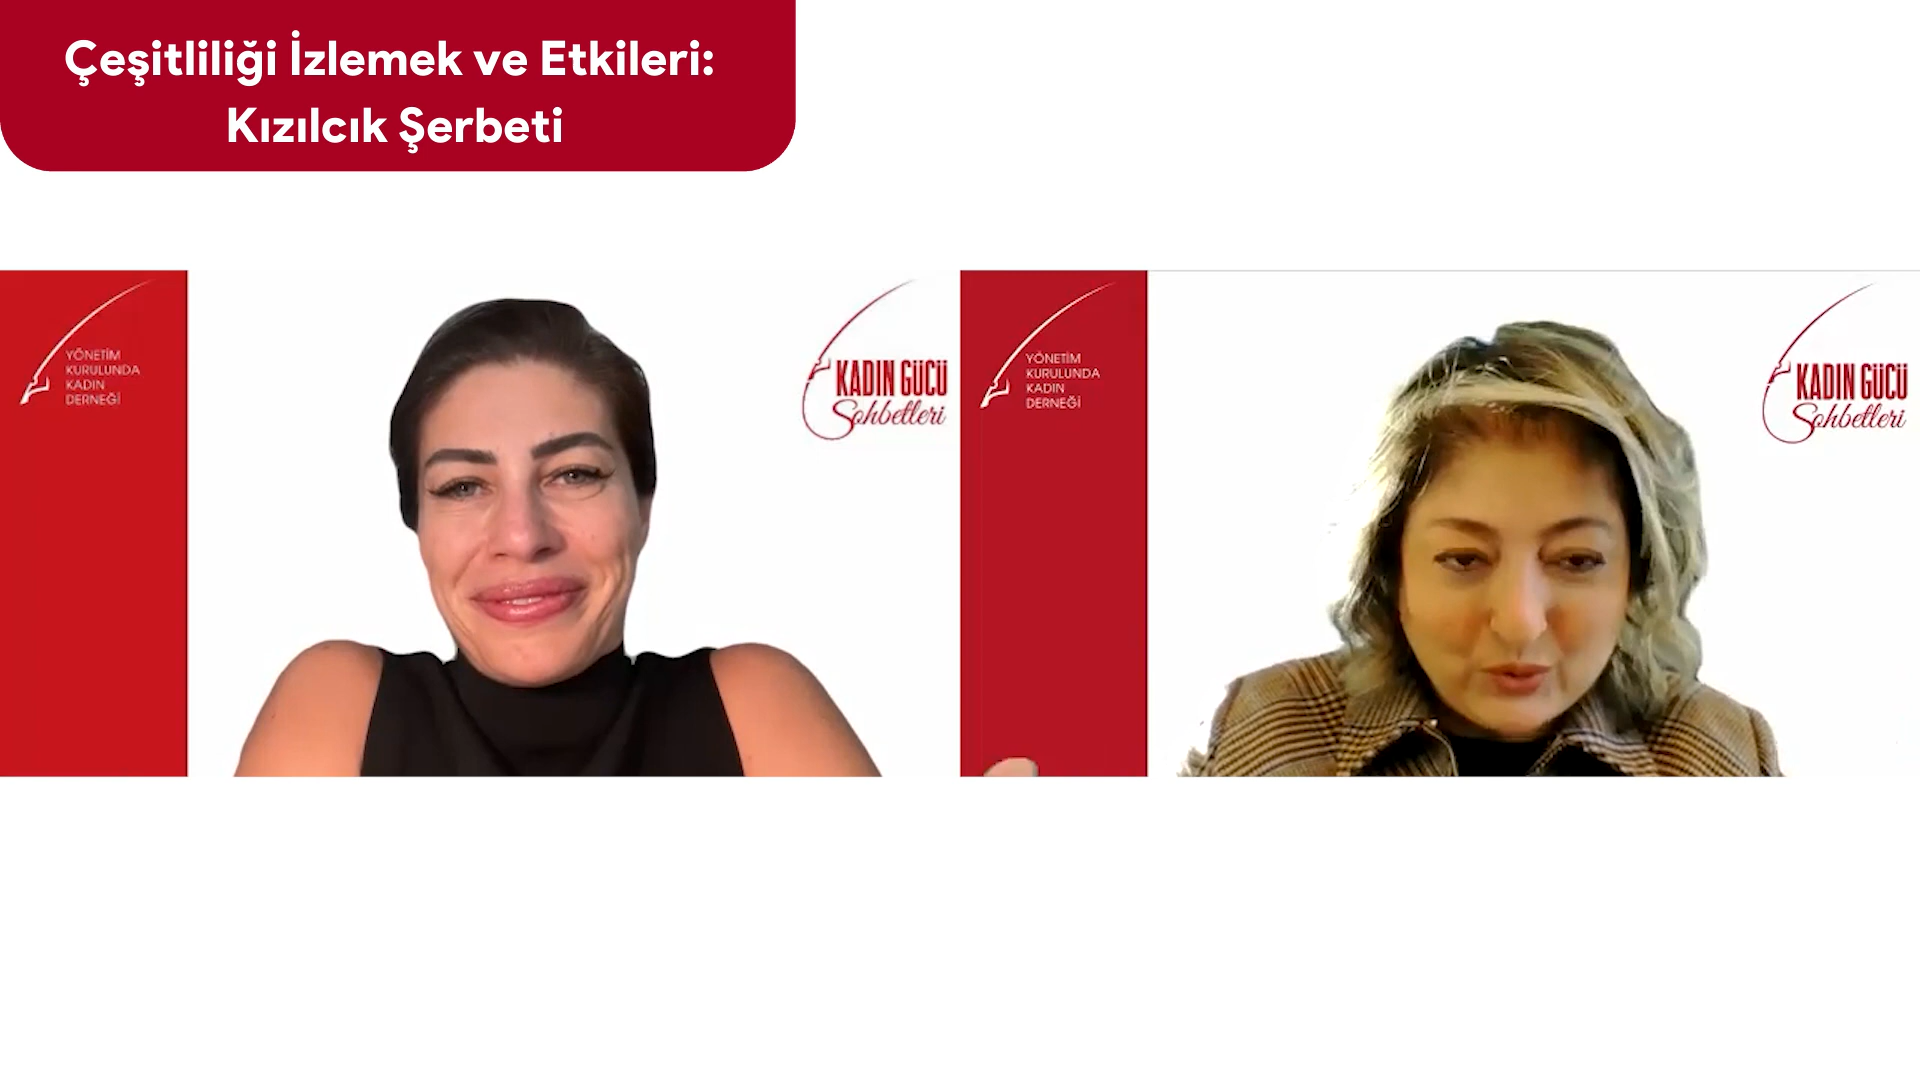 Çeşitliliği İzlemek ve Etkileri:
Kızılcık Şerbeti
YÖNETİM
KURULUNDA
KADIN
DERNEĞİ
KADIN GÜCÜ
Sohbetleri
YÖNETİM
KURULUNDA
KADIN
DERNEĞİ
KADIN GÜCÜ
Sohbetleri